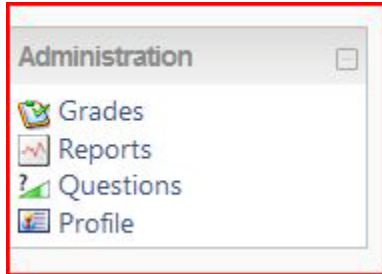 Administration
Grades
Reports
Questions
Profile